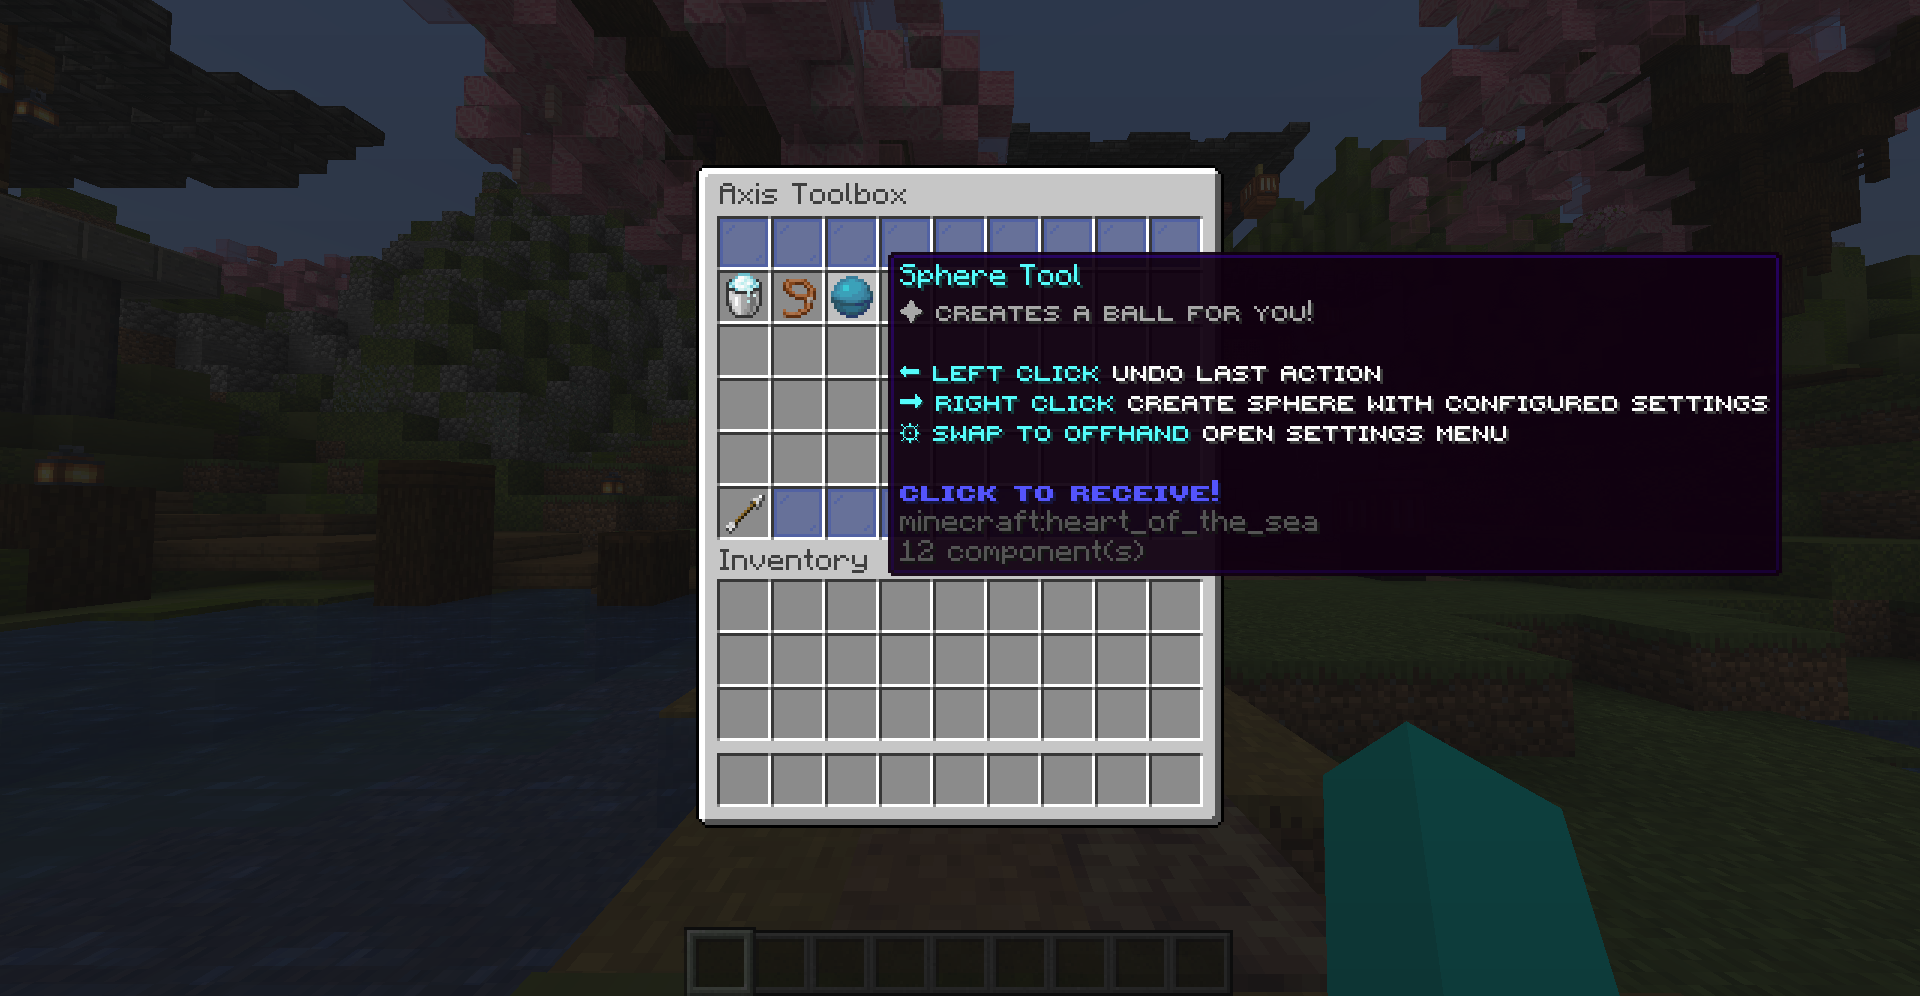 Axis Toolbox
Sphere Tool
✦ CREATES A BALL FOR YOU!
← LEFT CLICK UNDO LAST ACTION
→ RIGHT CLICK CREATE SPHERE WITH CONFIGURED SETTINGS
☼ SWAP TO OFFHAND OPEN SETTINGS MENU
CLICK TO RECEIVE!
minecraft:heart_of_the_sea
12 component(s)
Inventory